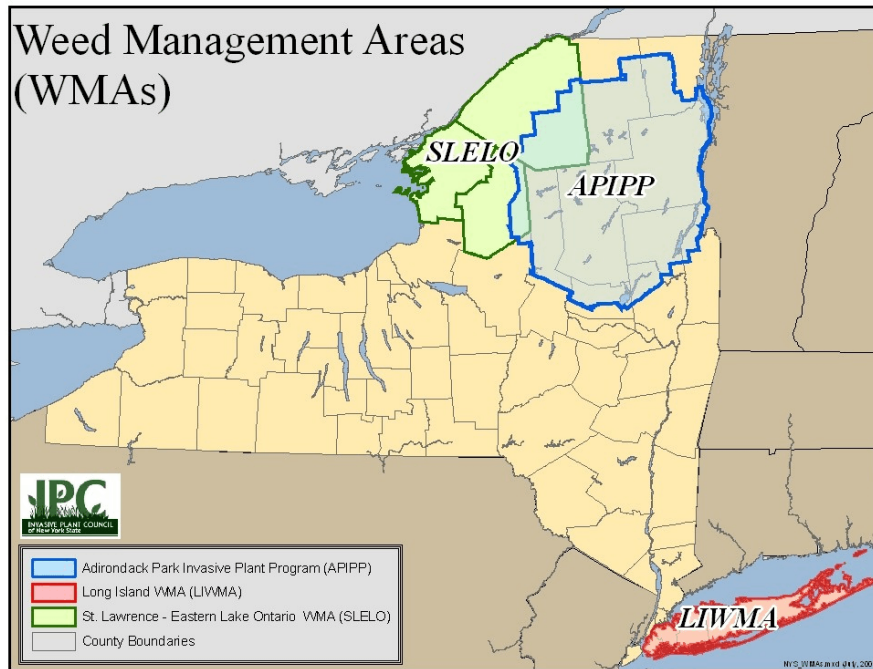 Weed Management Areas
(WMAs)
SLELO
APIPP
IPC
INVASIVE PLANT COUNCIL
of New York State
Adirondack Park Invasive Plant Program (APIPP)
Long Island WMA (LIWMA)
St. Lawrence - Eastern Lake Ontario WMA (SLELO)
County Boundaries
LIWMA